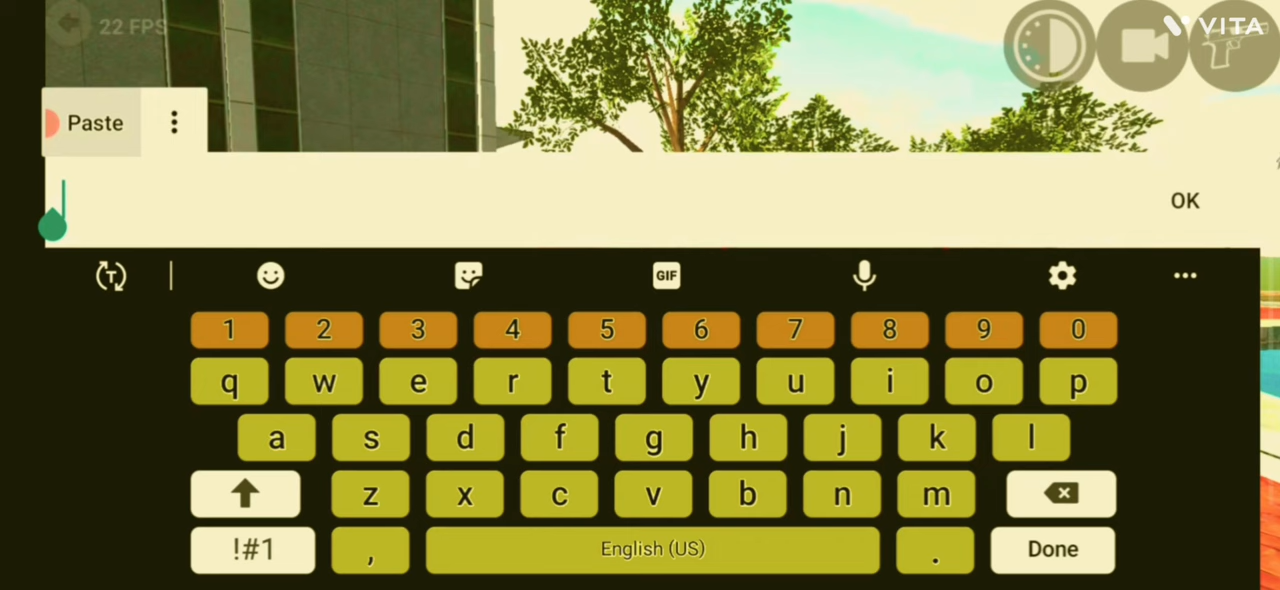 22 FPS
VITA
Paste
OK
GIF
1 2 3 4 5 6 7 8 9 0
q w e r t y u i o p
a s d f g h j k l
z x c v b n m
!#1 , English (US) . Done